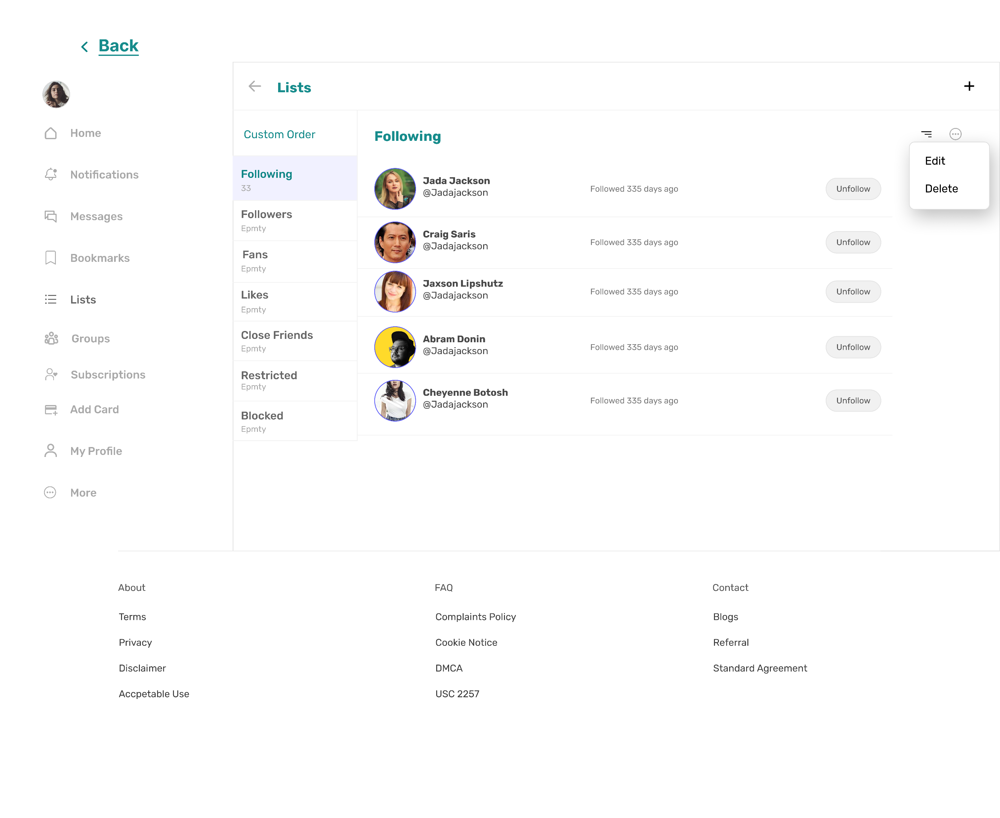 Back
Home
Notifications
Messages
Bookmarks
Lists
Groups
Subscriptions
Add Card
My Profile
More
Lists
Custom Order
Following
33
Followers
Epmty
Fans
Epmty
Likes
Epmty
Close Friends
Epmty
Restricted
Epmty
Blocked
Epmty
Following
Edit
Delete
Jada Jackson
@Jadajackson
Followed 335 days ago
Unfollow
Craig Saris
@Jadajackson
Followed 335 days ago
Unfollow
Jaxson Lipshutz
@Jadajackson
Followed 335 days ago
Unfollow
Abram Donin
@Jadajackson
Followed 335 days ago
Unfollow
Cheyenne Botosh
@Jadajackson
Followed 335 days ago
Unfollow
About
Terms
Privacy
Disclaimer
Accpetable Use
FAQ
Complaints Policy
Cookie Notice
DMCA
USC 2257
Contact
Blogs
Referral
Standard Agreement